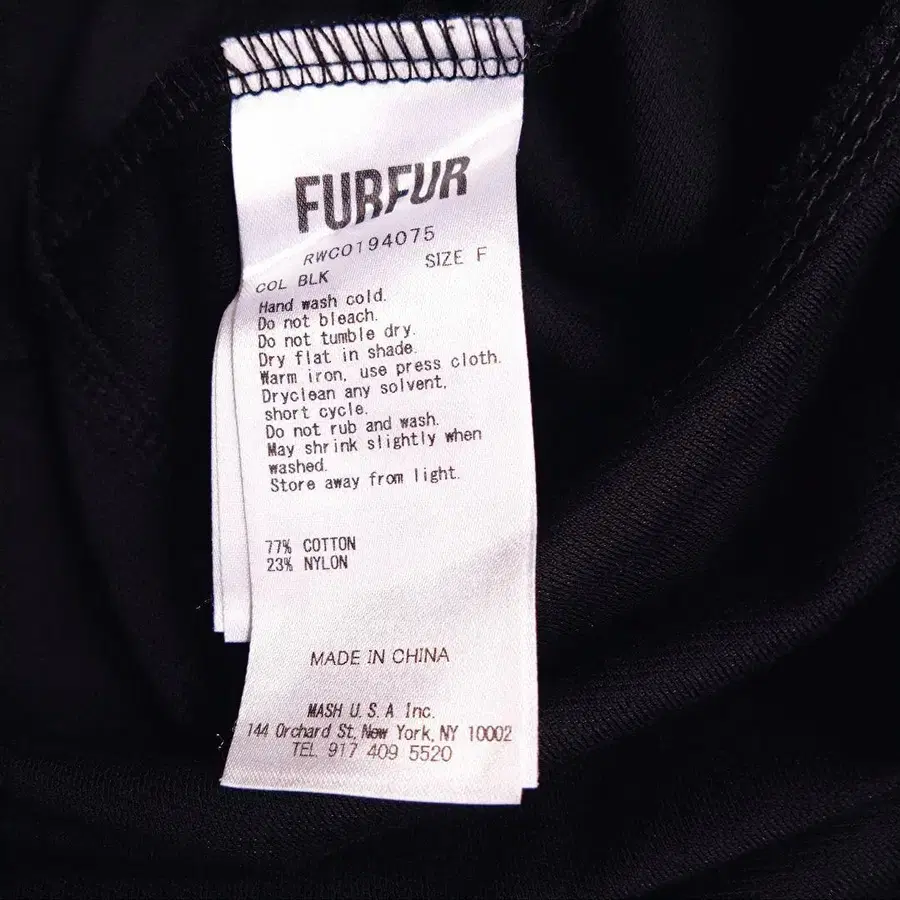 FURFUR
RWCO194075
COL BLK SIZE F
Hand wash cold.
Do not bleach.
Do not tumble dry.
Dry flat in shade.
Warm iron, use press cloth.
Dryclean any solvent,
short cycle.
Do not rub and wash.
May shrink slightly when
washed.
Store away from light.
77% COTTON
23% NYLON
MADE IN CHINA
MASH U.S.A Inc.
144 Orchard St, New York, NY 10002
TEL 917 409 5520